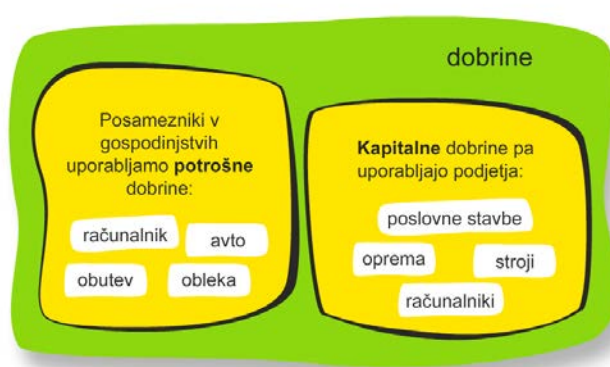 dobrine
Posamezniki v
gospodinjstvih
uporabljamo potrošne
dobrine:
računalnik
avto
obutev
obleka
Kapitalne dobrine pa
uporabljajo podjetja:
poslovne stavbe
oprema
stroji
računalniki